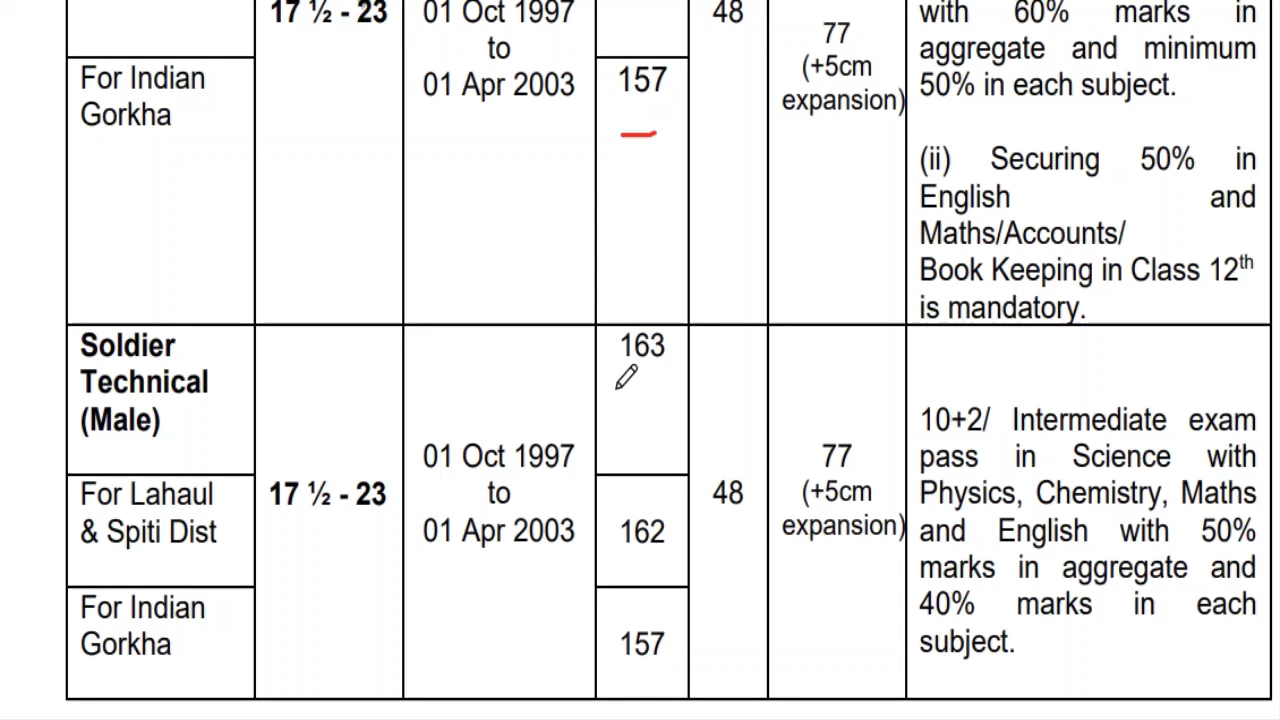 17 ½ - 23
01 Oct 1997
to
01 Apr 2003
48
77
(+5cm
expansion)
with 60% marks in
aggregate and minimum
50% in each subject.
(ii) Securing 50% in
English and
Maths/Accounts/
Book Keeping in Class 12th
is mandatory.
For Indian
Gorkha
157
Soldier
Technical
(Male)
163
For Lahaul
& Spiti Dist
162
For Indian
Gorkha
157
17 ½ - 23
01 Oct 1997
to
01 Apr 2003
48
77
(+5cm
expansion)
10+2/ Intermediate exam
pass in Science with
Physics, Chemistry, Maths
and English with 50%
marks in aggregate and
40% marks in each
subject.